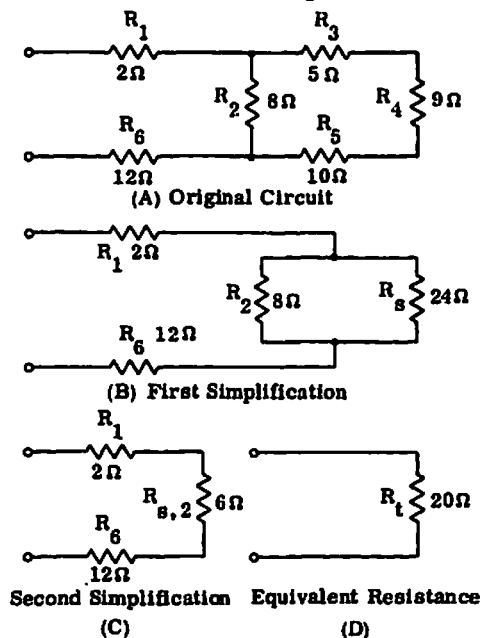 R1
R3
2Ω
5Ω
R2 8Ω
R4 9Ω
R6
R5
12Ω
10Ω
(A) Original Circuit
R1 2Ω
R2 8Ω
Rs 24Ω
R6 12Ω
(B) First Simplification
R1
2Ω
Rs,2 6Ω
Rt 20Ω
R6
12Ω
Second Simplification Equivalent Resistance
(C) (D)